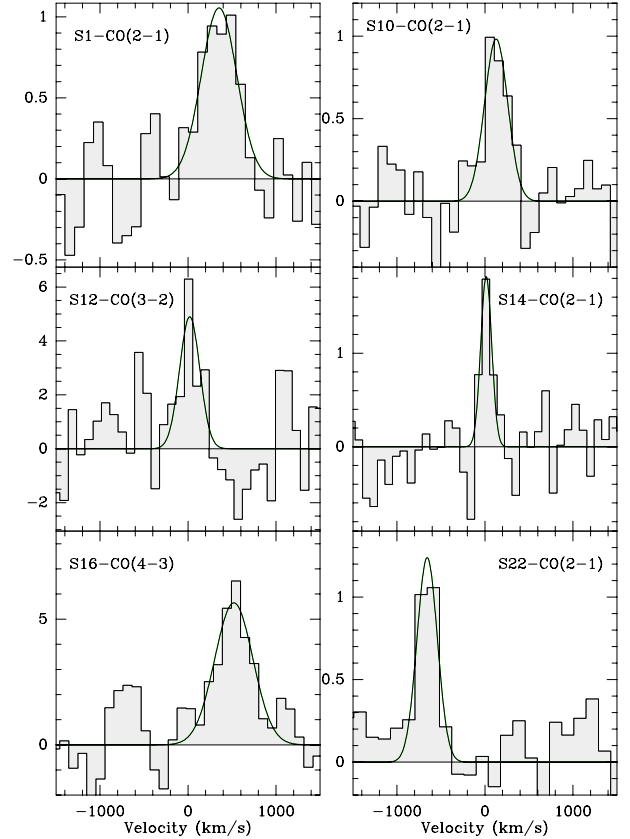 S1−CO(2−1)
1
0.5
0
−0.5
S10−CO(2−1)
1
0.5
0
S12−CO(3−2)
6
4
2
0
−2
S14−CO(2−1)
1
0
S16−CO(4−3)
5
0
S22−CO(2−1)
1
0.5
0
−1000 0 1000
Velocity (km/s)
−1000 0 1000
Velocity (km/s)